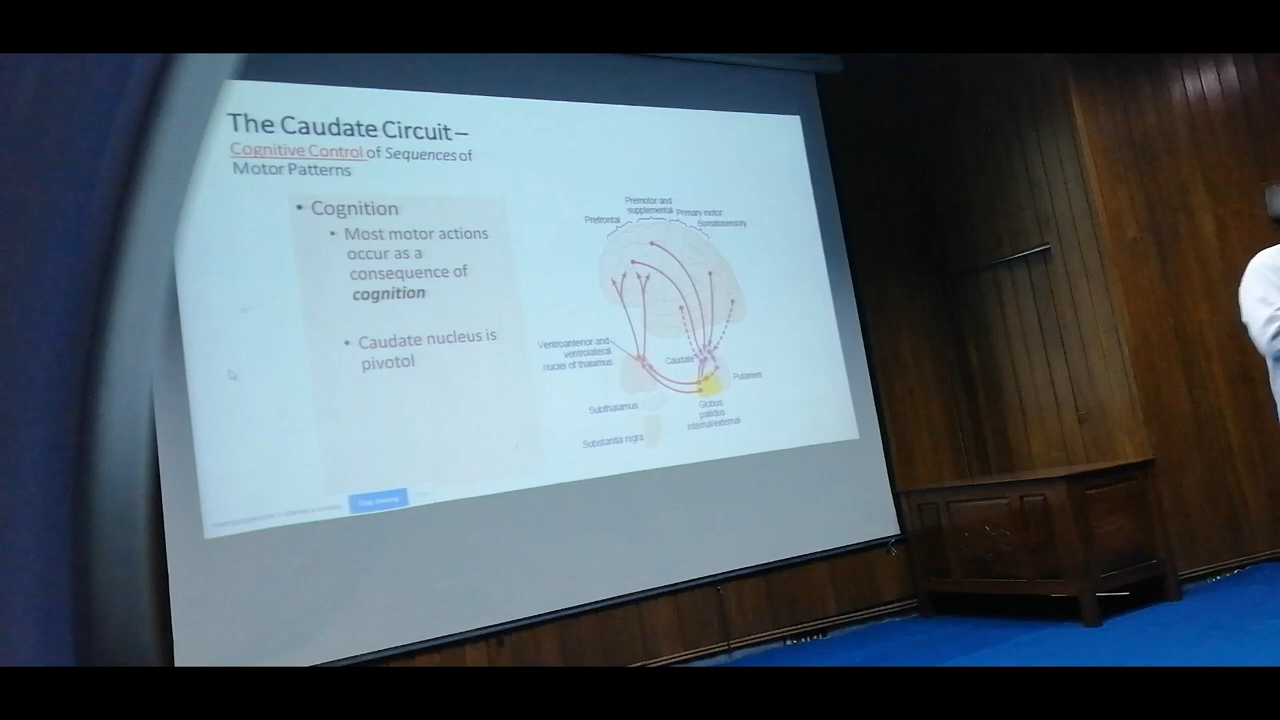 The Caudate Circuit –
Cognitive Control of Sequences of
Motor Patterns
• Cognition
• Most motor actions
occur as a
consequence of
cognition
• Caudate nucleus is
pivotol
Premotor and
supplemental
Prefrontal
Primary motor
Somatosensory
Ventroanterior and
ventrolateral
nuclei of thalamus
Caudate
Putamen
Subthalamus
Globus
pallidus
internal/external
Substantia nigra
Stop sharing